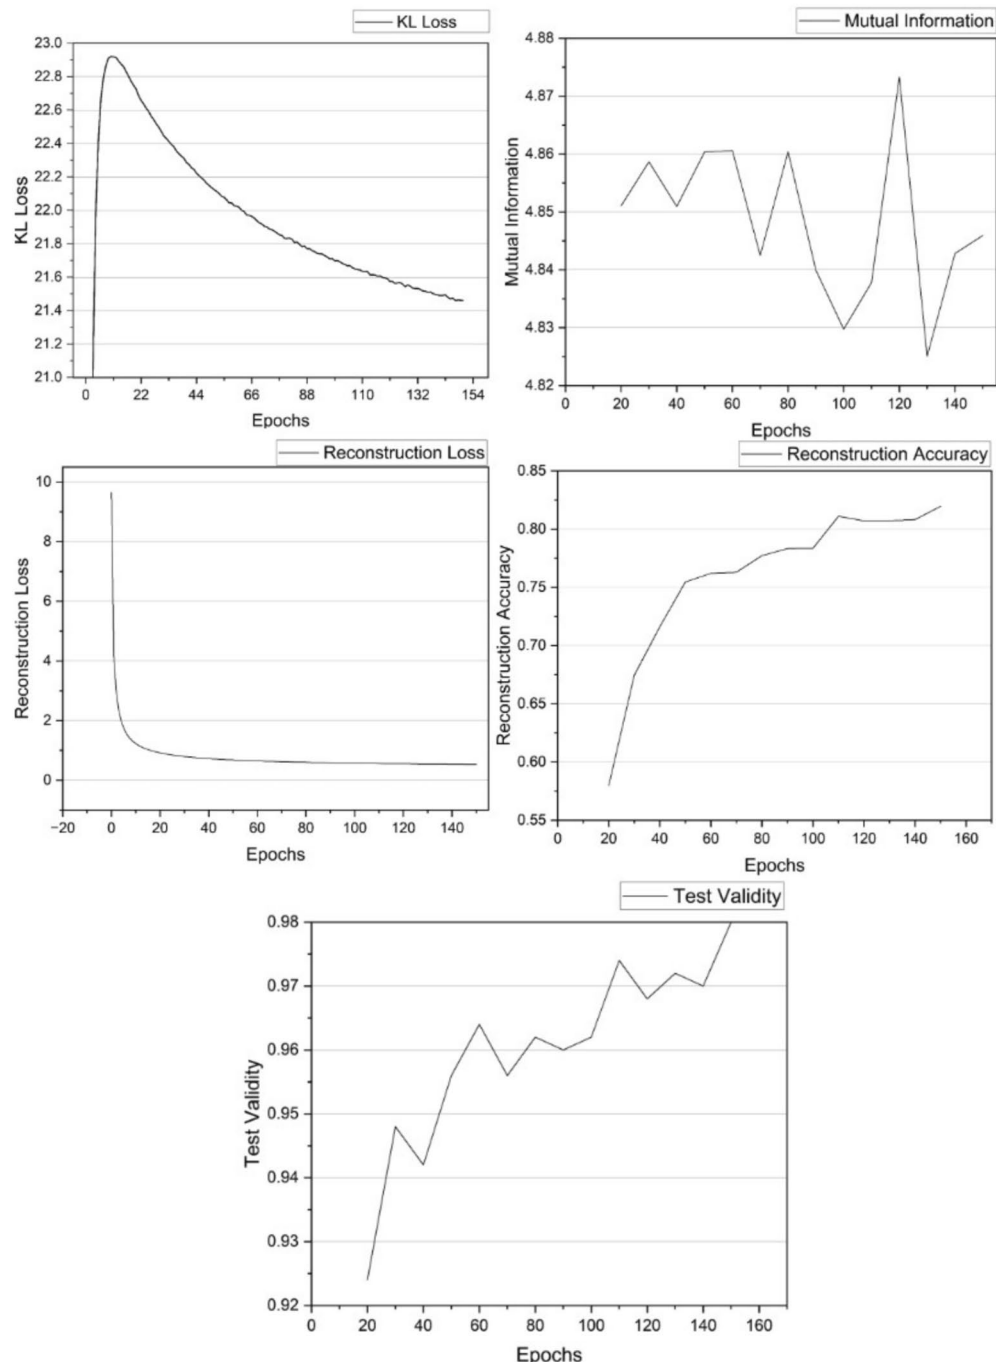 KL Loss
23.0
22.8
22.6
22.4
22.2
22.0
21.8
21.6
21.4
21.2
21.0
KL Loss
0 22 44 66 88 110 132 154
Epochs
Mutual Information
4.88
4.87
4.86
4.85
4.84
4.83
4.82
Mutual Information
0 20 40 60 80 100 120 140
Epochs
Reconstruction Loss
10
8
6
4
2
0
Reconstruction Loss
−20 0 20 40 60 80 100 120 140
Epochs
Reconstruction Accuracy
0.85
0.80
0.75
0.70
0.65
0.60
0.55
Reconstruction Accuracy
0 20 40 60 80 100 120 140 160
Epochs
Test Validity
0.98
0.97
0.96
0.95
0.94
0.93
0.92
Test Validity
0 20 40 60 80 100 120 140 160
Epochs